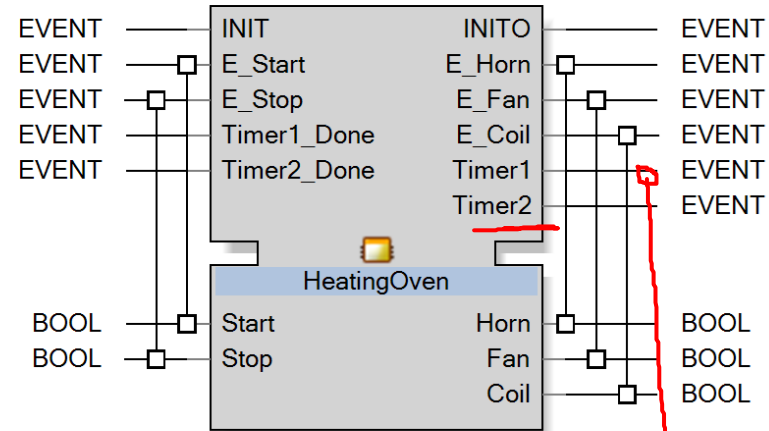 EVENT INIT INITO EVENT
EVENT E_Start E_Horn EVENT
EVENT E_Stop E_Fan EVENT
EVENT Timer1_Done E_Coil EVENT
EVENT Timer2_Done Timer1 EVENT
Timer2 EVENT
HeatingOven
BOOL Start Horn BOOL
BOOL Stop Fan BOOL
Coil BOOL